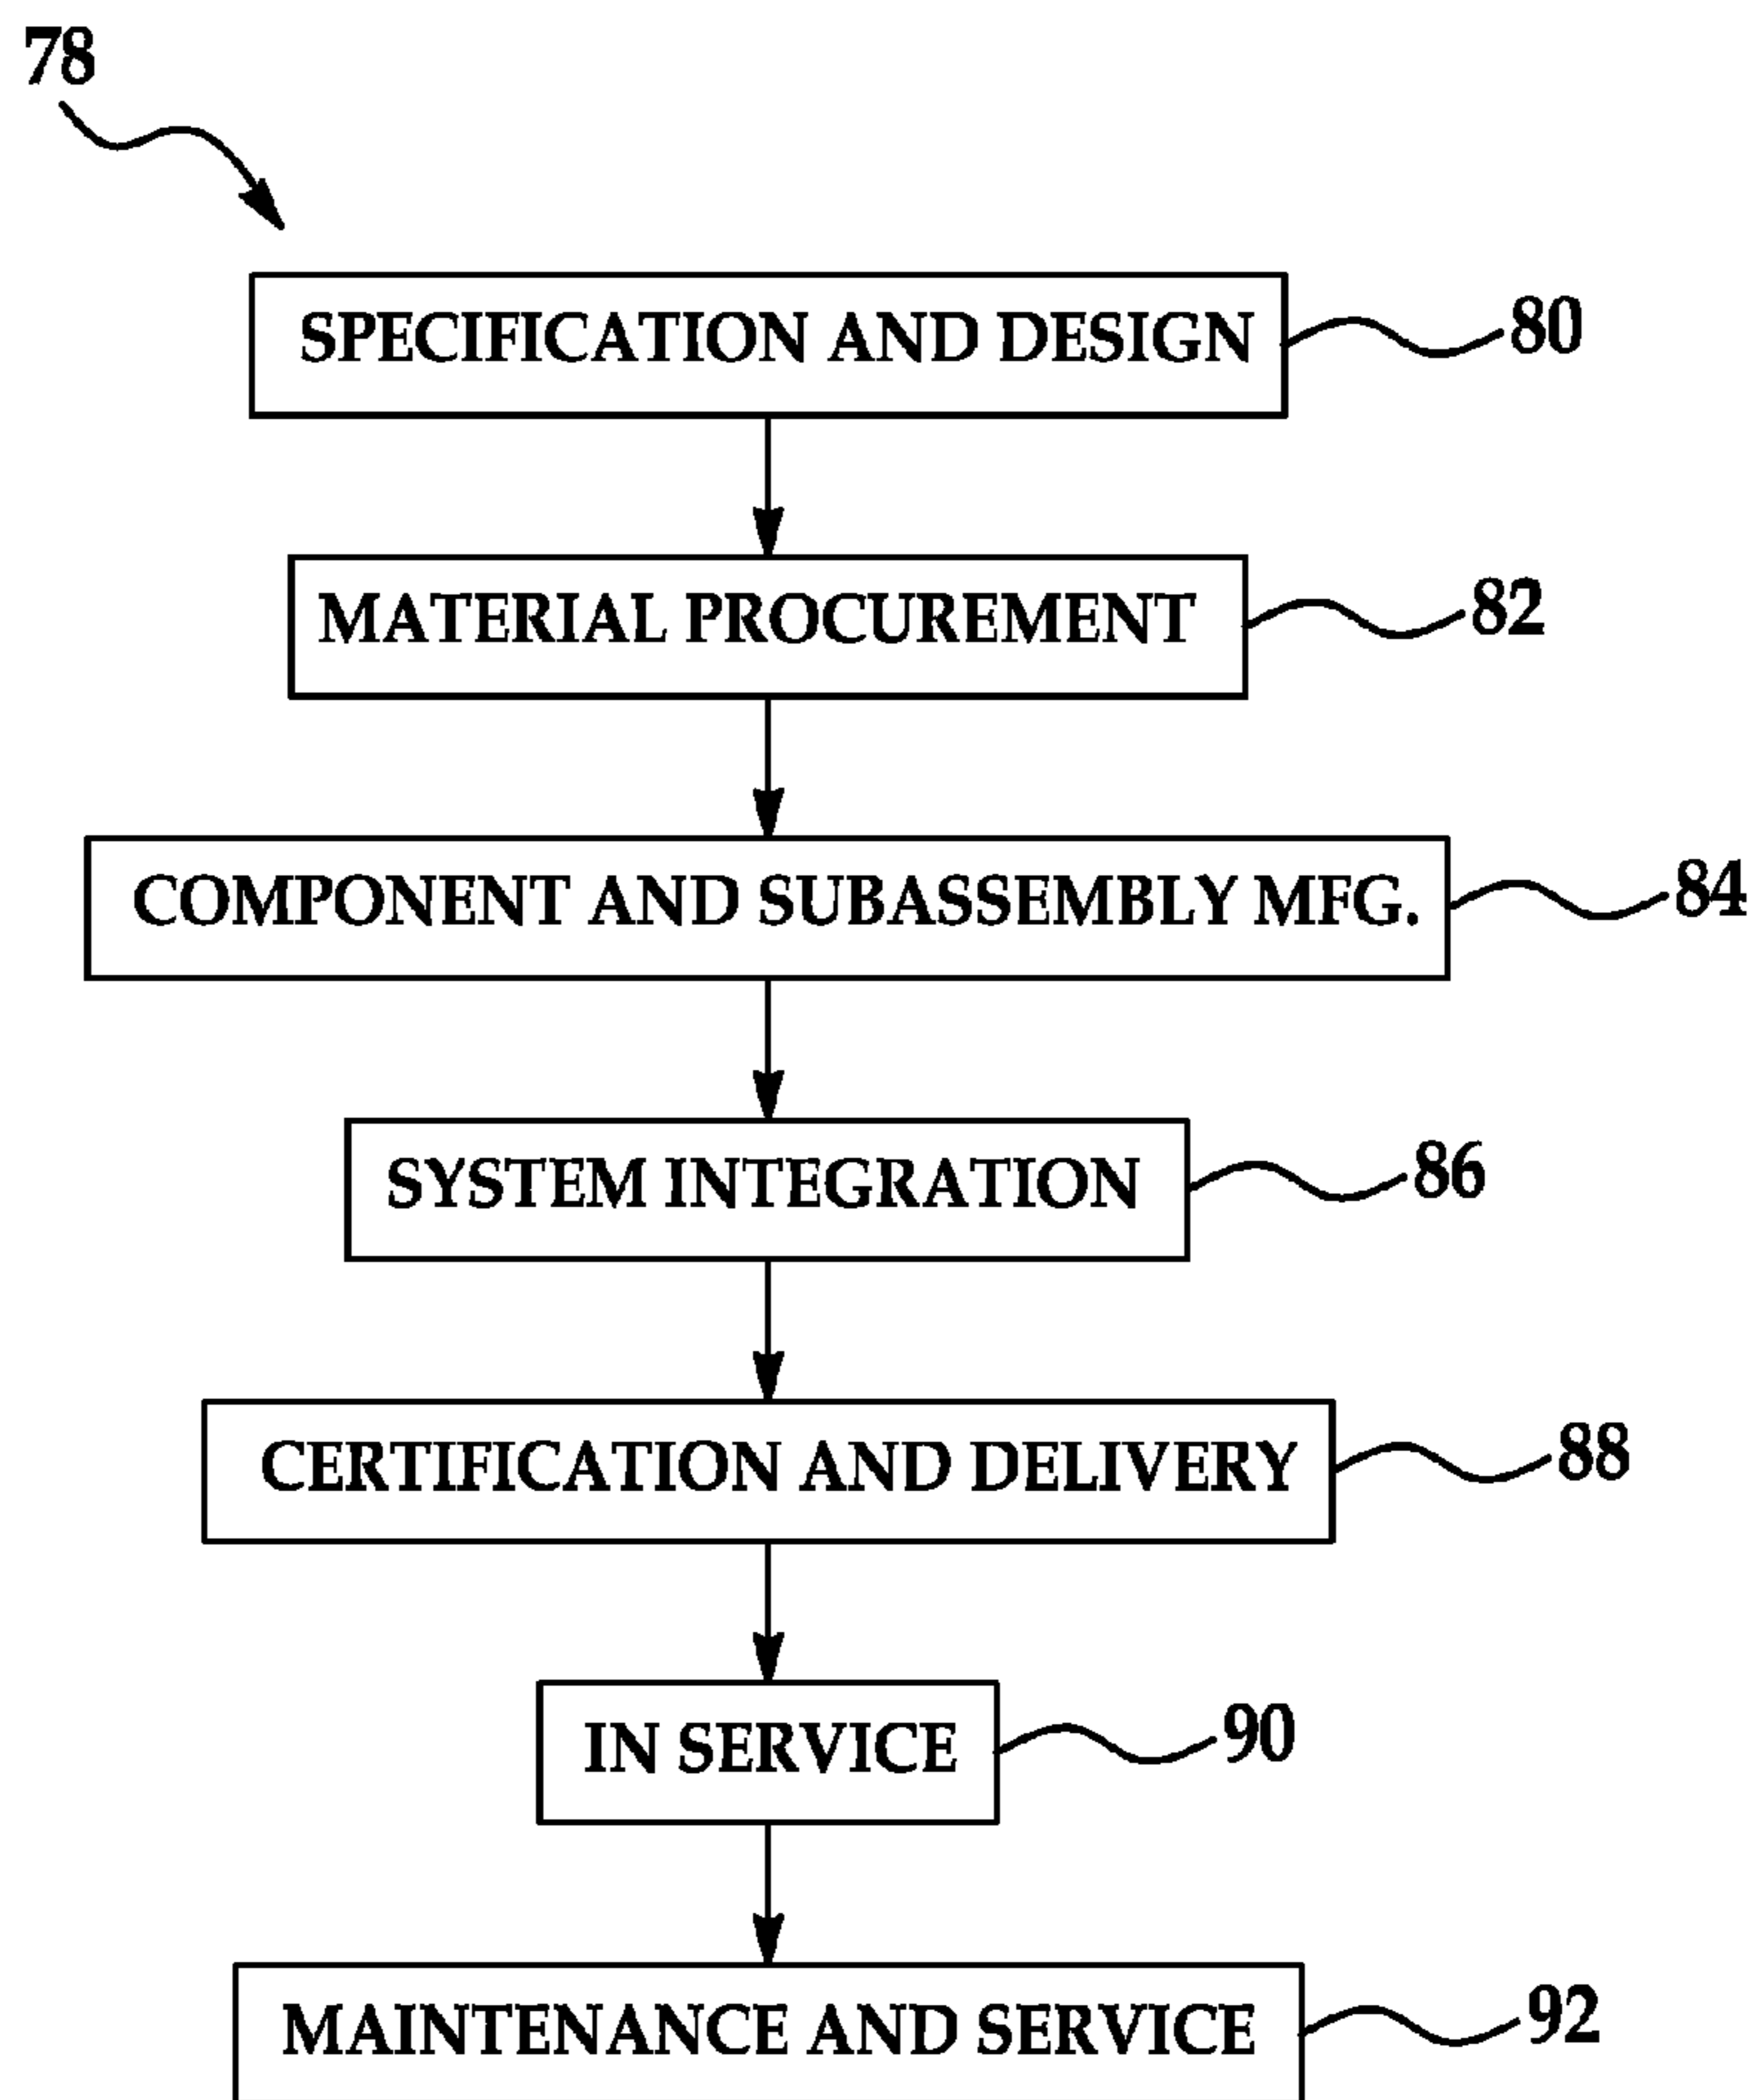 78
SPECIFICATION AND DESIGN 80
MATERIAL PROCUREMENT 82
COMPONENT AND SUBASSEMBLY MFG. 84
SYSTEM INTEGRATION 86
CERTIFICATION AND DELIVERY 88
IN SERVICE 90
MAINTENANCE AND SERVICE 92